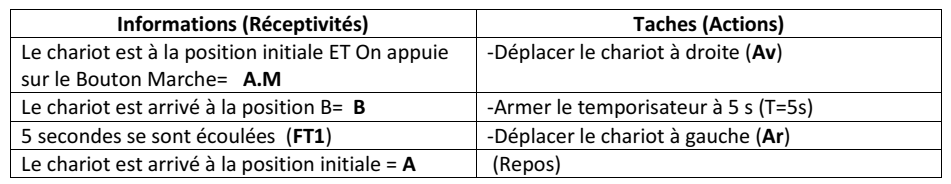 Informations (Réceptivités) Taches (Actions)
Le chariot est à la position initiale ET On appuie -Déplacer le chariot à droite (Av)
sur le Bouton Marche= A.M
Le chariot est arrivé à la position B= B -Armer le temporisateur à 5 s (T=5s)
5 secondes se sont écoulées (FT1) -Déplacer le chariot à gauche (Ar)
Le chariot est arrivé à la position initiale = A (Repos)